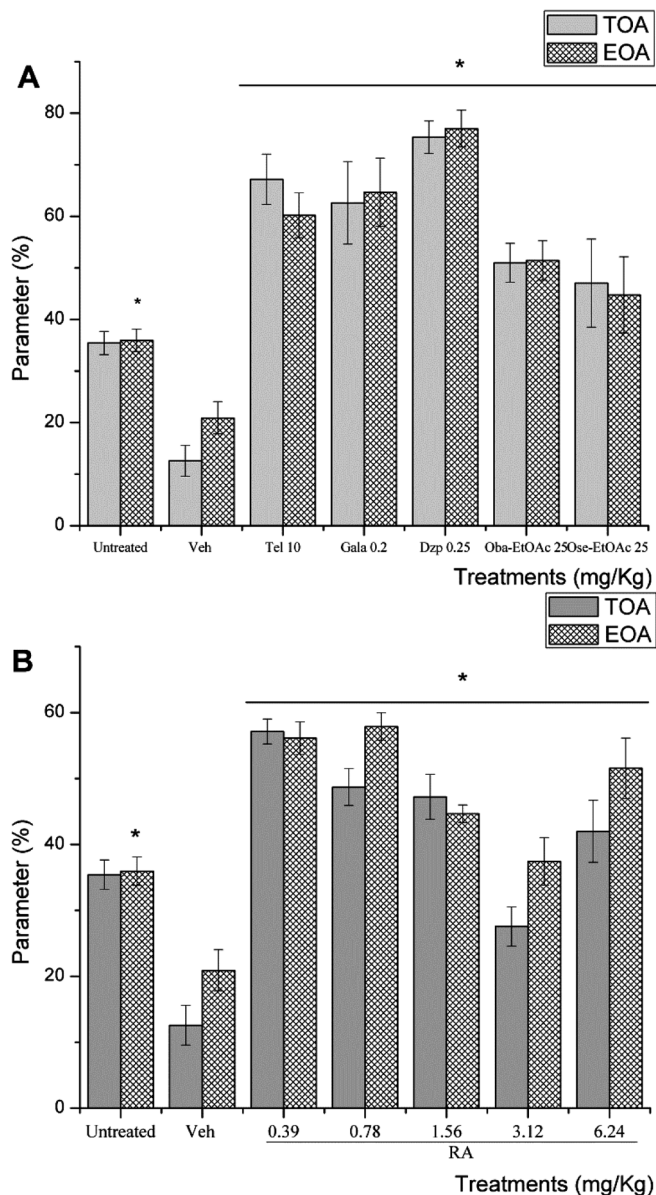 TOA
EOA
A
*
80
60
40
20
0
Parameter (%)
*
Untreated Veh Tel 10 Gala 0.2 Dzp 0.25 Oba-EtOAc 25 Ose-EtOAc 25
Treatments (mg/Kg)
TOA
EOA
B
*
60
40
20
0
Parameter (%)
*
Untreated Veh 0.39 0.78 1.56 3.12 6.24
RA
Treatments (mg/Kg)